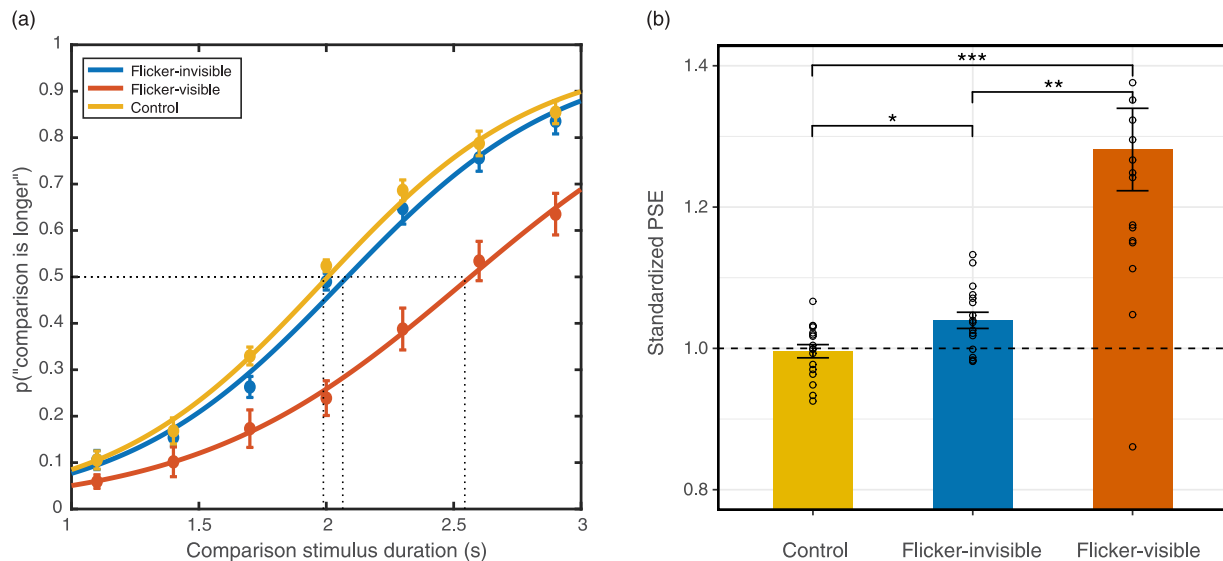 (a)
1
0.9
0.8
0.7
0.6
0.5
0.4
0.3
0.2
0.1
0
p("comparison is longer")
Flicker-invisible
Flicker-visible
Control
1
1.5
2
2.5
3
Comparison stimulus duration (s)
(b)
1.4
1.2
1.0
0.8
Standardized PSE
***
**
*
Control
Flicker-invisible
Flicker-visible